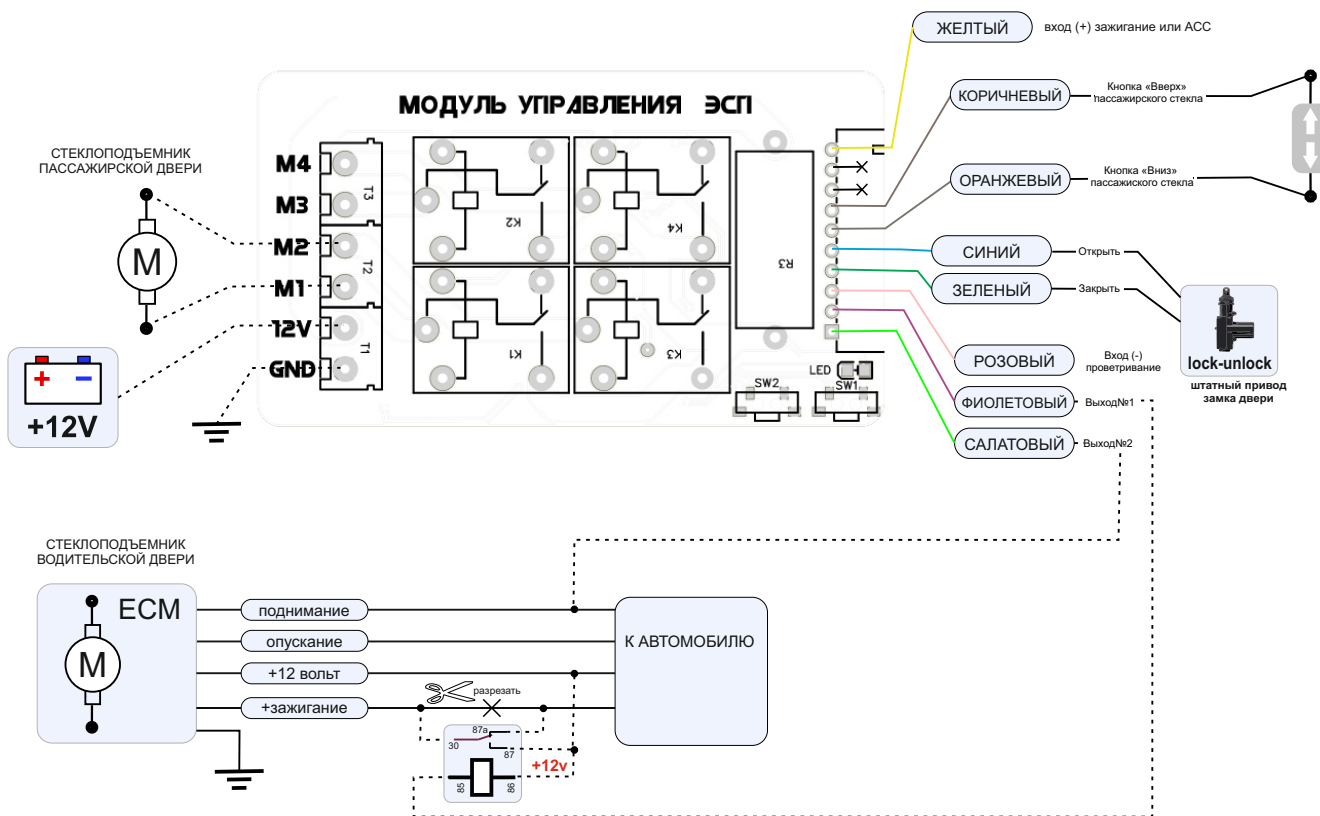 ЖЕЛТЫЙ вход (+) зажигание или АСС
МОДУЛЬ УПРАВЛЕНИЯ ЭСП
КОРИЧНЕВЫЙ
Кнопка «Вверх»
пассажирского стекла
ОРАНЖЕВЫЙ
Кнопка «Вниз»
пассажиского стекла
СИНИЙ Открыть
ЗЕЛЕНЫЙ Закрыть
lock-unlock
штатный привод
замка двери
РОЗОВЫЙ
Вход (-)
проветривание
ФИОЛЕТОВЫЙ Выход№1
САЛАТОВЫЙ Выход№2
СТЕКЛОПОДЪЕМНИК
ПАССАЖИРСКОЙ ДВЕРИ
M
M4
M3
M2
M1
12V
GND
T3
T2
T1
K2
K4
K1
K3
R3
LED
SW2
SW1
+ −
+12V
СТЕКЛОПОДЪЕМНИК
ВОДИТЕЛЬСКОЙ ДВЕРИ
ECM
M
поднимание
опускание
+12 вольт
+зажигание
К АВТОМОБИЛЮ
разрезать
87a
30
87
+12v
85
86